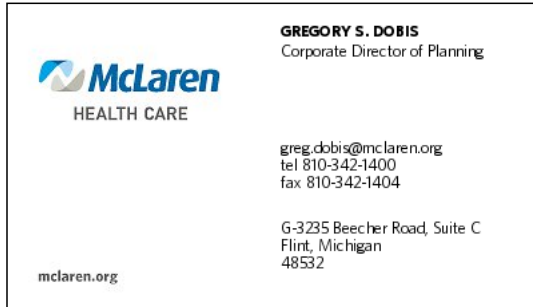 GREGORY S. DOBIS
Corporate Director of Planning
McLaren
HEALTH CARE
greg.dobis@mclaren.org
tel 810-342-1400
fax 810-342-1404
G-3235 Beecher Road, Suite C
Flint, Michigan
48532
mclaren.org